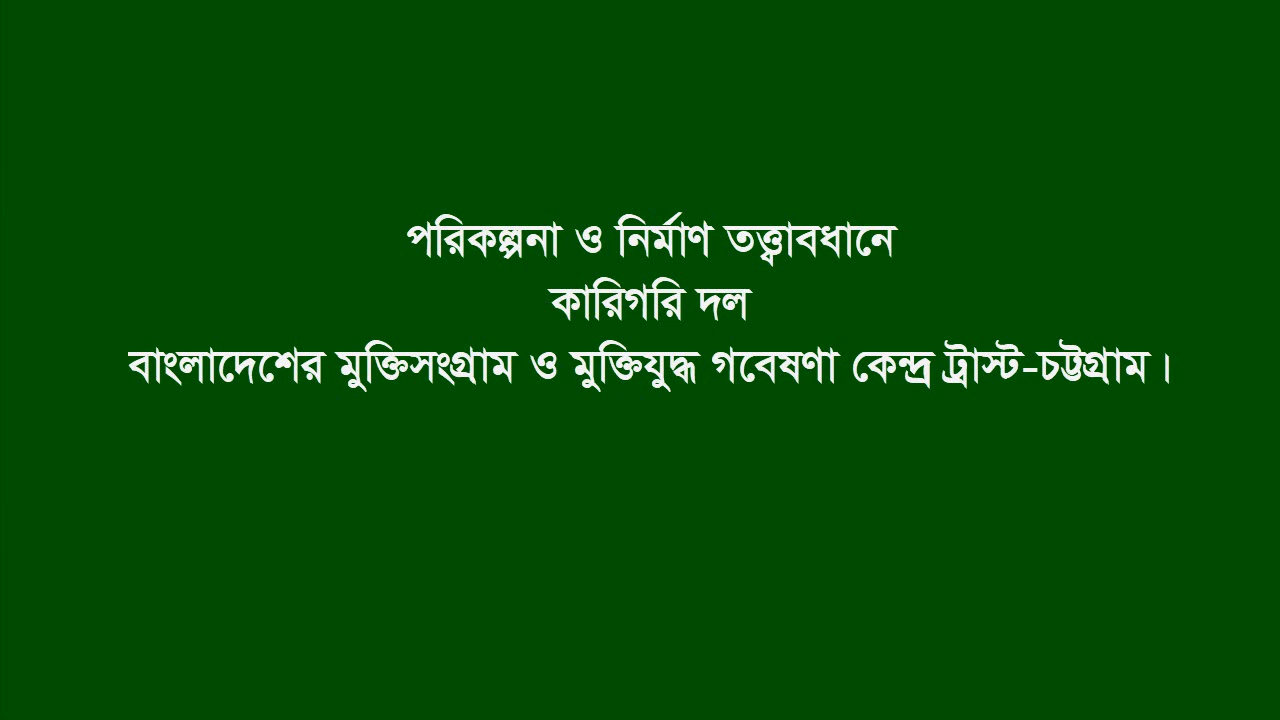 পরিকল্পনা ও নির্মাণ তত্ত্বাবধানে
কারিগরি দল
বাংলাদেশের মুক্তিসংগ্রাম ও মুক্তিযুদ্ধ গবেষণা কেন্দ্র ট্রাস্ট-চট্টগ্রাম।